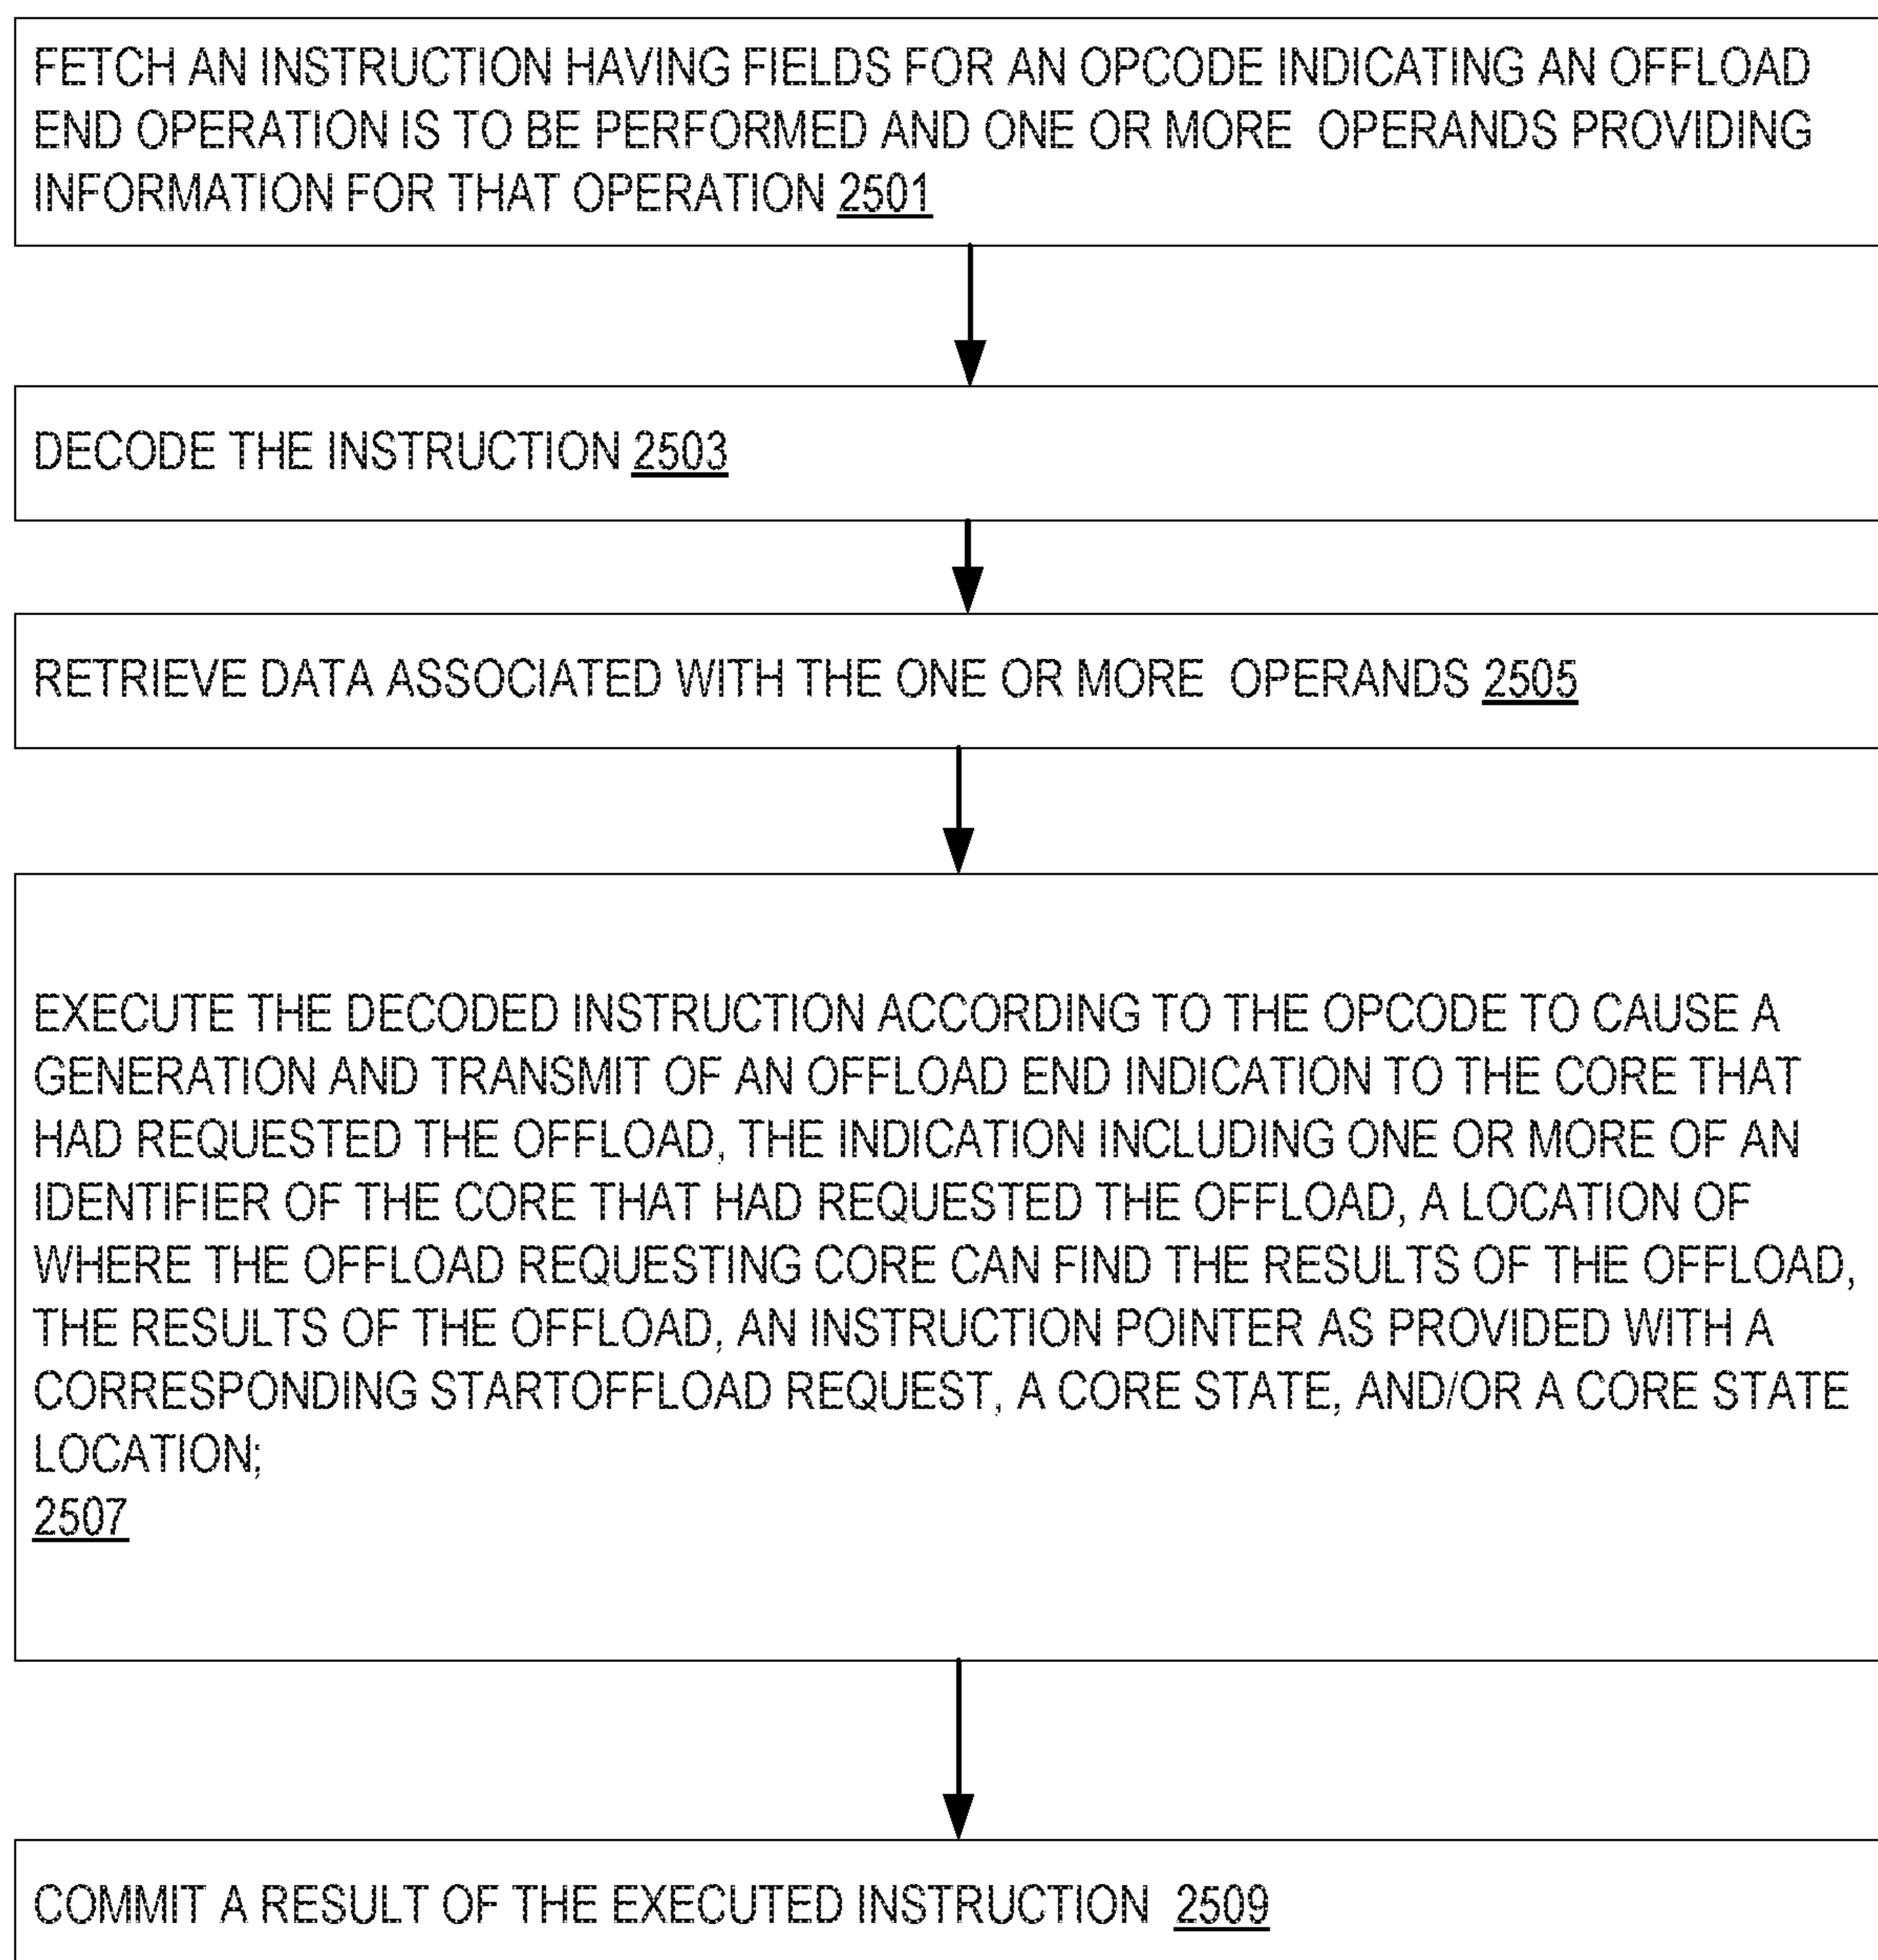 FETCH AN INSTRUCTION HAVING FIELDS FOR AN OPCODE INDICATING AN OFFLOAD
END OPERATION IS TO BE PERFORMED AND ONE OR MORE OPERANDS PROVIDING
INFORMATION FOR THAT OPERATION 2501
DECODE THE INSTRUCTION 2503
RETRIEVE DATA ASSOCIATED WITH THE ONE OR MORE OPERANDS 2505
EXECUTE THE DECODED INSTRUCTION ACCORDING TO THE OPCODE TO CAUSE A
GENERATION AND TRANSMIT OF AN OFFLOAD END INDICATION TO THE CORE THAT
HAD REQUESTED THE OFFLOAD, THE INDICATION INCLUDING ONE OR MORE OF AN
IDENTIFIER OF THE CORE THAT HAD REQUESTED THE OFFLOAD, A LOCATION OF
WHERE THE OFFLOAD REQUESTING CORE CAN FIND THE RESULTS OF THE OFFLOAD,
THE RESULTS OF THE OFFLOAD, AN INSTRUCTION POINTER AS PROVIDED WITH A
CORRESPONDING STARTOFFLOAD REQUEST, A CORE STATE, AND/OR A CORE STATE
LOCATION;
2507
COMMIT A RESULT OF THE EXECUTED INSTRUCTION 2509